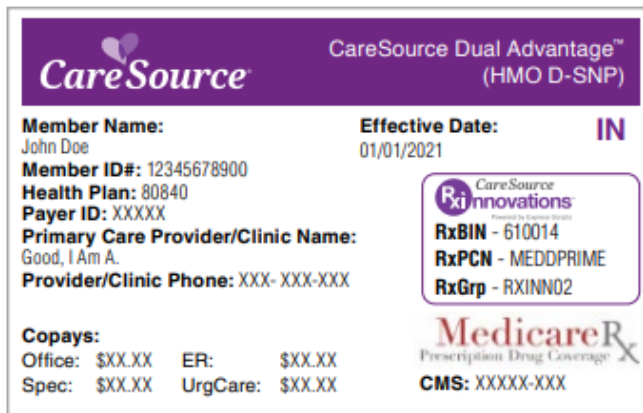 CareSource
CareSource Dual Advantage™
(HMO D-SNP)
Member Name:
John Doe
Member ID#: 12345678900
Health Plan: 80840
Payer ID: XXXXX
Primary Care Provider/Clinic Name:
Good, I Am A.
Provider/Clinic Phone: XXX- XXX-XXX
Effective Date:
01/01/2021
IN
CareSource
Rxinnovations
Powered by Express Scripts
RxBIN - 610014
RxPCN - MEDDPRIME
RxGrp - RXINN02
Copays:
Office: $XX.XX ER: $XX.XX
Spec: $XX.XX UrgCare: $XX.XX
MedicareRx
Prescription Drug Coverage
CMS: XXXXX-XXX